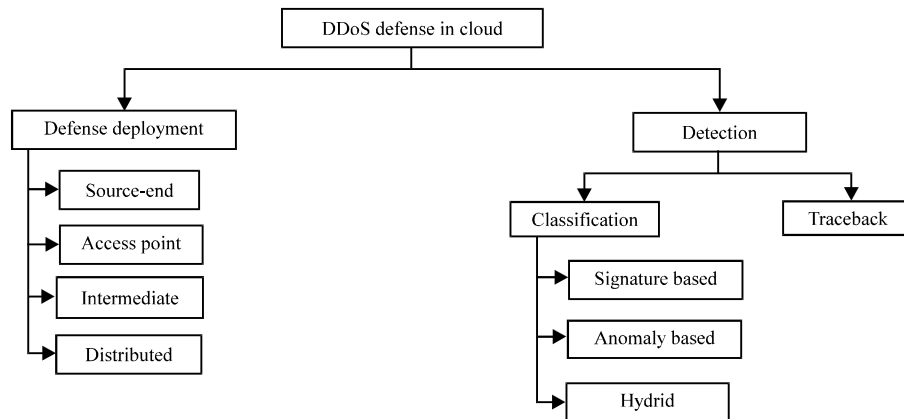 DDoS defense in cloud
Defense deployment
Detection
Source-end
Access point
Intermediate
Distributed
Classification
Traceback
Signature based
Anomaly based
Hydrid